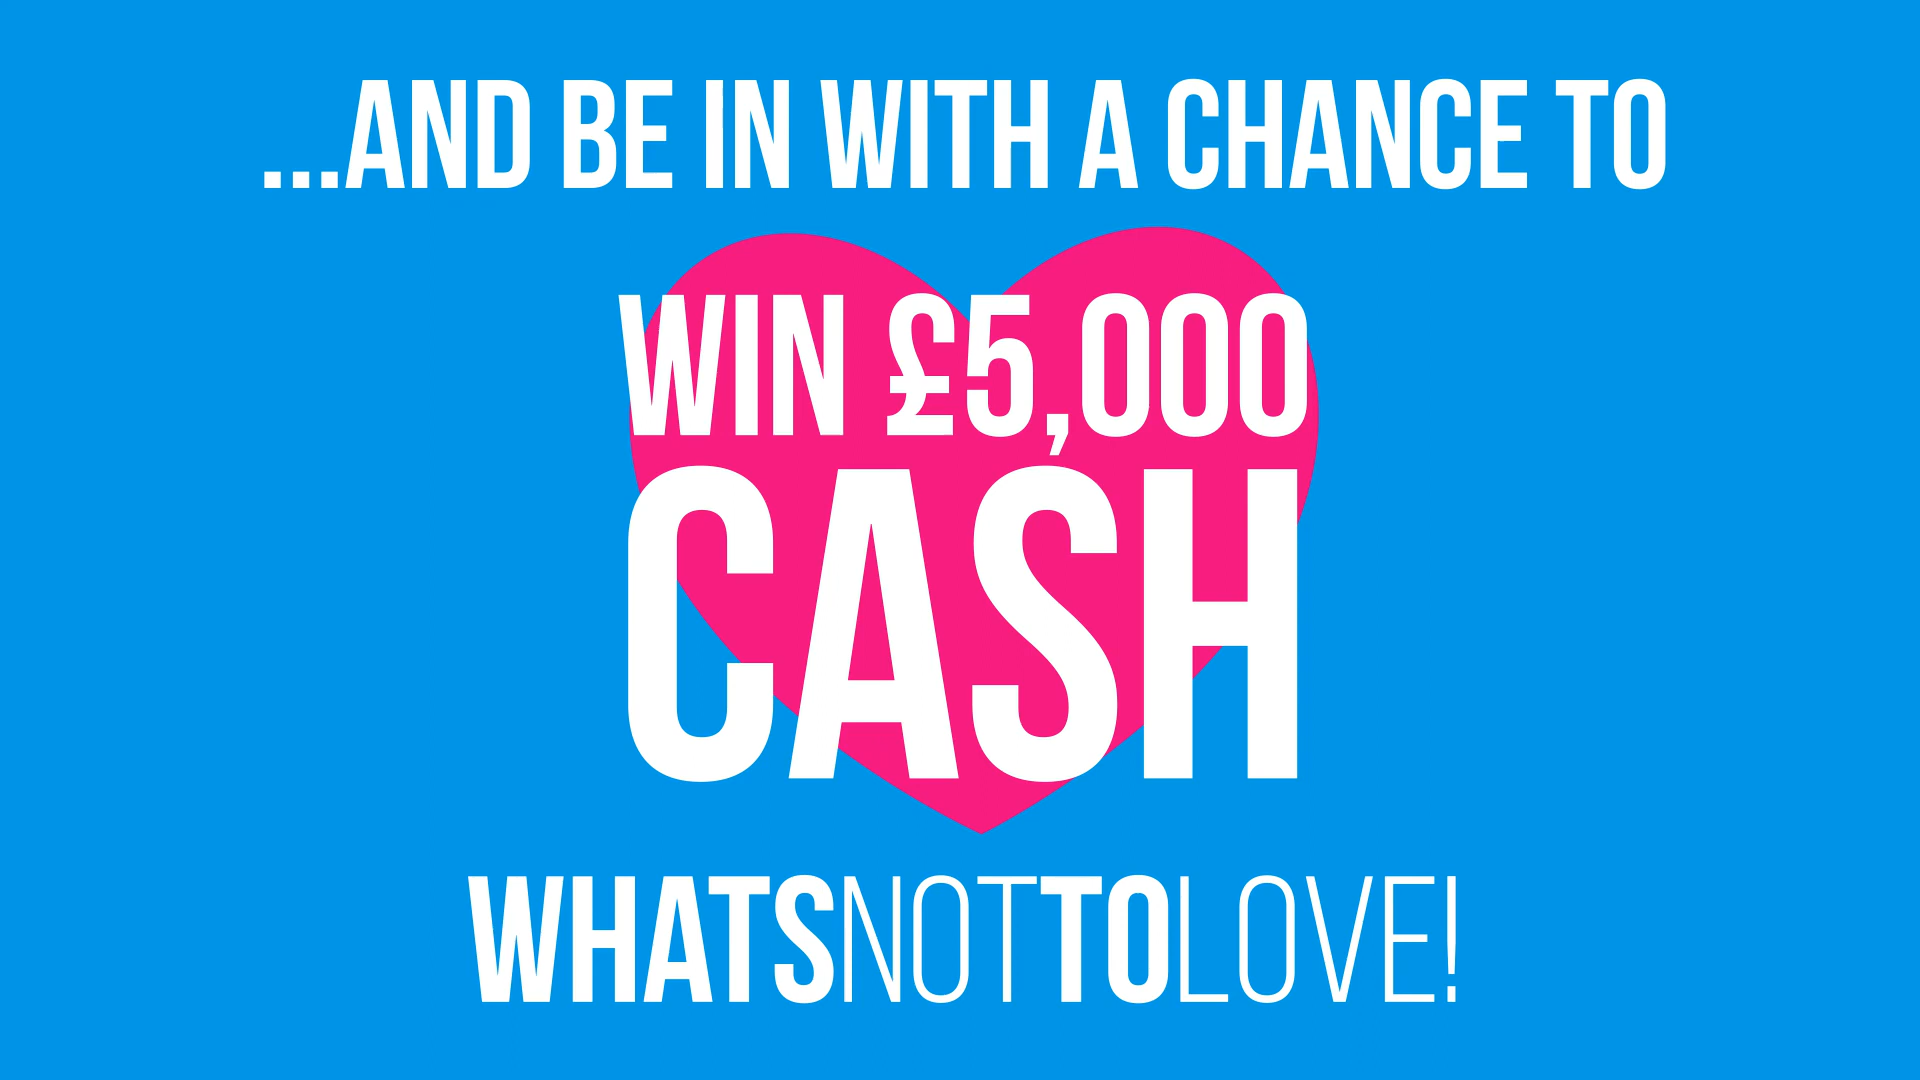 ...AND BE IN WITH A CHANCE TO
WIN £5,000
CASH
WHATSNOTTOLOVE!